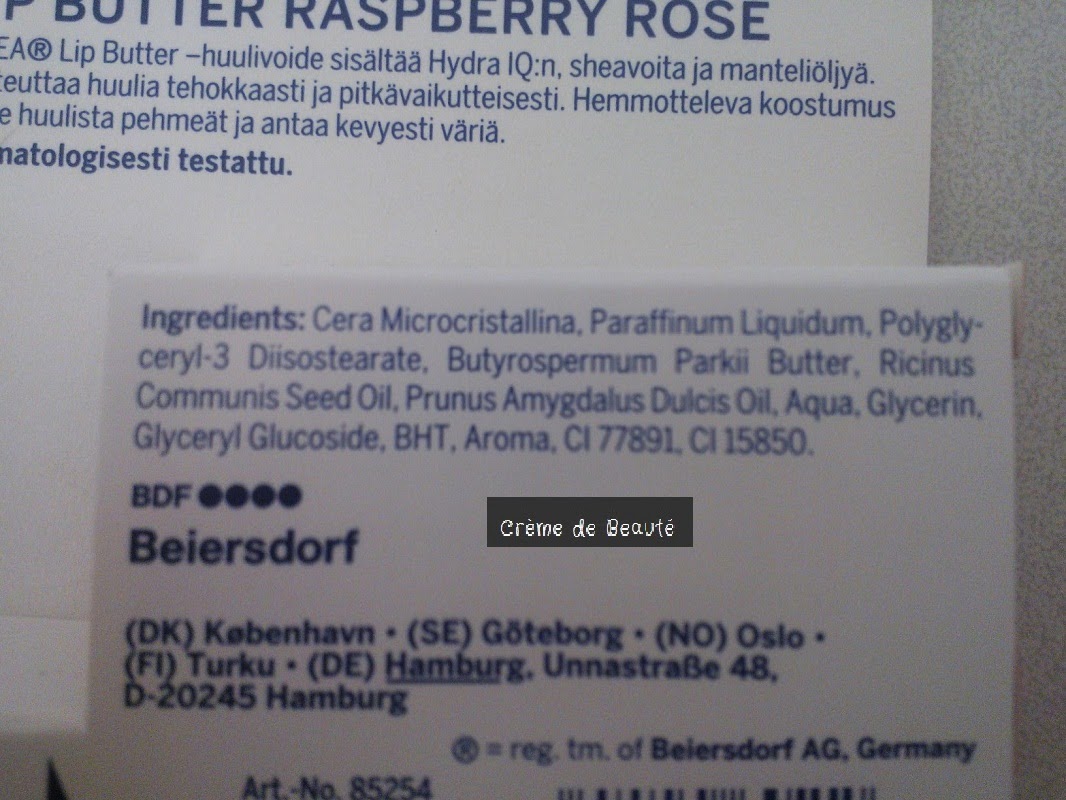 P BUTTER RASPBERRY ROSE
EA® Lip Butter –huulivoide sisältää Hydra IQ:n, sheavoita ja manteliöljyä.
teuttaa huulia tehokkaasti ja pitkävaikutteisesti. Hemmotteleva koostumus
e huulista pehmeät ja antaa kevyesti väriä.
matologisesti testattu.
Ingredients: Cera Microcristallina, Paraffinum Liquidum, Polygly-
ceryl-3 Diisostearate, Butyrospermum Parkii Butter, Ricinus
Communis Seed Oil, Prunus Amygdalus Dulcis Oil, Aqua, Glycerin,
Glyceryl Glucoside, BHT, Aroma, CI 77891, CI 15850.
BDF●●●●
Beiersdorf
Crème de Beauté
(DK) København • (SE) Göteborg • (NO) Oslo •
(FI) Turku • (DE) Hamburg, Unnastraße 48,
D-20245 Hamburg
® = reg. tm. of Beiersdorf AG, Germany
Art.-No. 85254